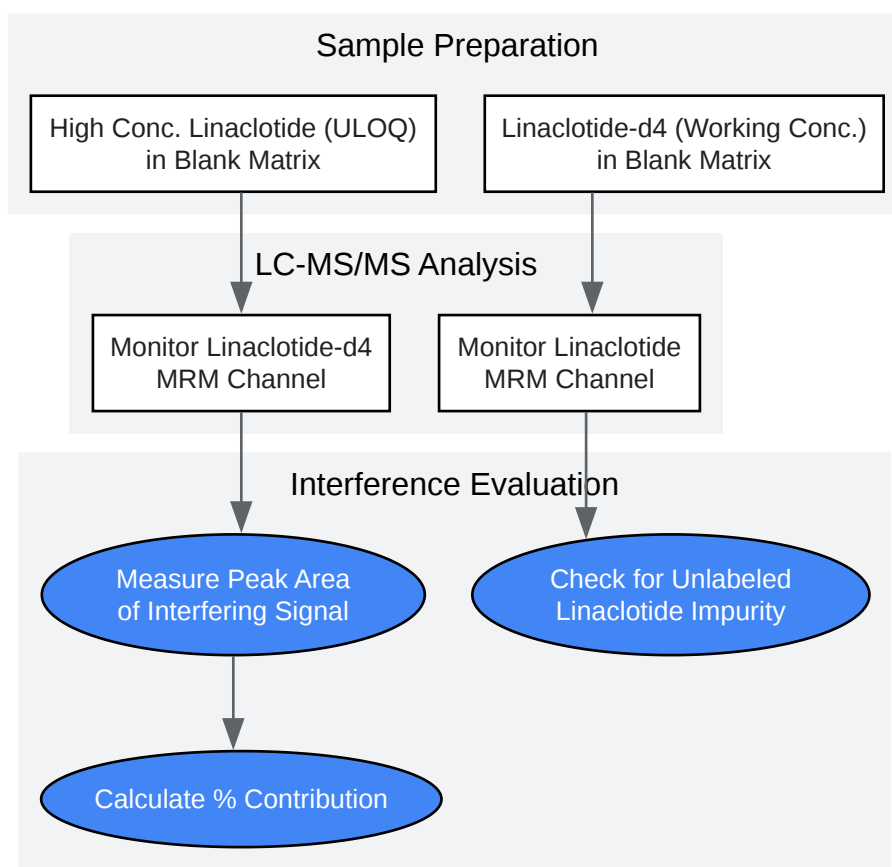 Sample Preparation
High Conc. Linaclotide (ULOQ)
in Blank Matrix
Linaclotide-d4 (Working Conc.)
in Blank Matrix
LC-MS/MS Analysis
Monitor Linaclotide-d4
MRM Channel
Monitor Linaclotide
MRM Channel
Interference Evaluation
Measure Peak Area
of Interfering Signal
Check for Unlabeled
Linaclotide Impurity
Calculate % Contribution